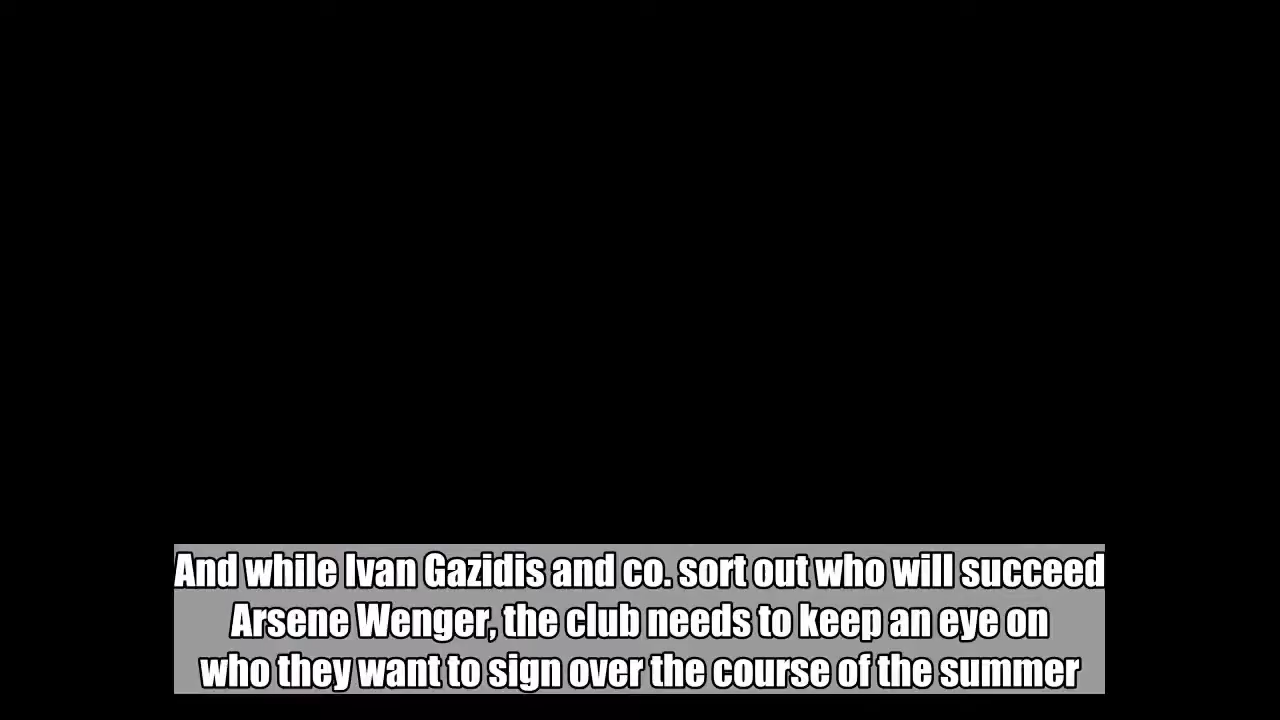 And while Ivan Gazidis and co. sort out who will succeed
Arsene Wenger, the club needs to keep an eye on
who they want to sign over the course of the summer